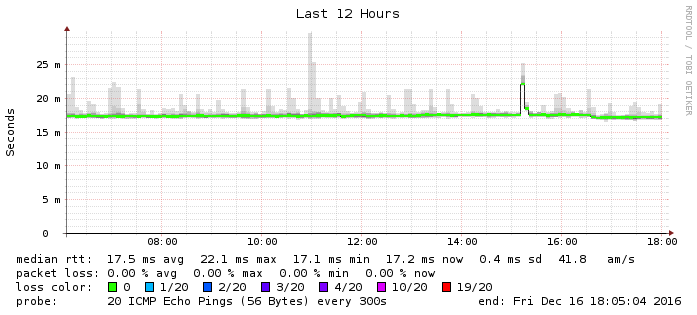 Last 12 Hours
RRDTOOL / TOBI OETIKER
Seconds
25 m
20 m
15 m
10 m
5 m
0
08:00 10:00 12:00 14:00 16:00 18:00
median rtt: 17.5 ms avg 22.1 ms max 17.1 ms min 17.2 ms now 0.4 ms sd 41.8 am/s
packet loss: 0.00 % avg 0.00 % max 0.00 % min 0.00 % now
loss color: 0 1/20 2/20 3/20 4/20 10/20 19/20
probe: 20 ICMP Echo Pings (56 Bytes) every 300s end: Fri Dec 16 18:05:04 2016